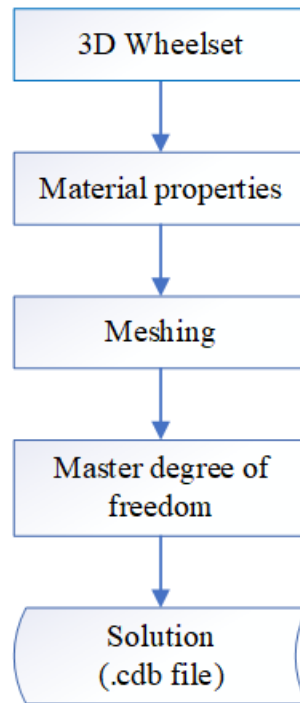 3D Wheelset
Material properties
Meshing
Master degree of
freedom
Solution
(.cdb file)